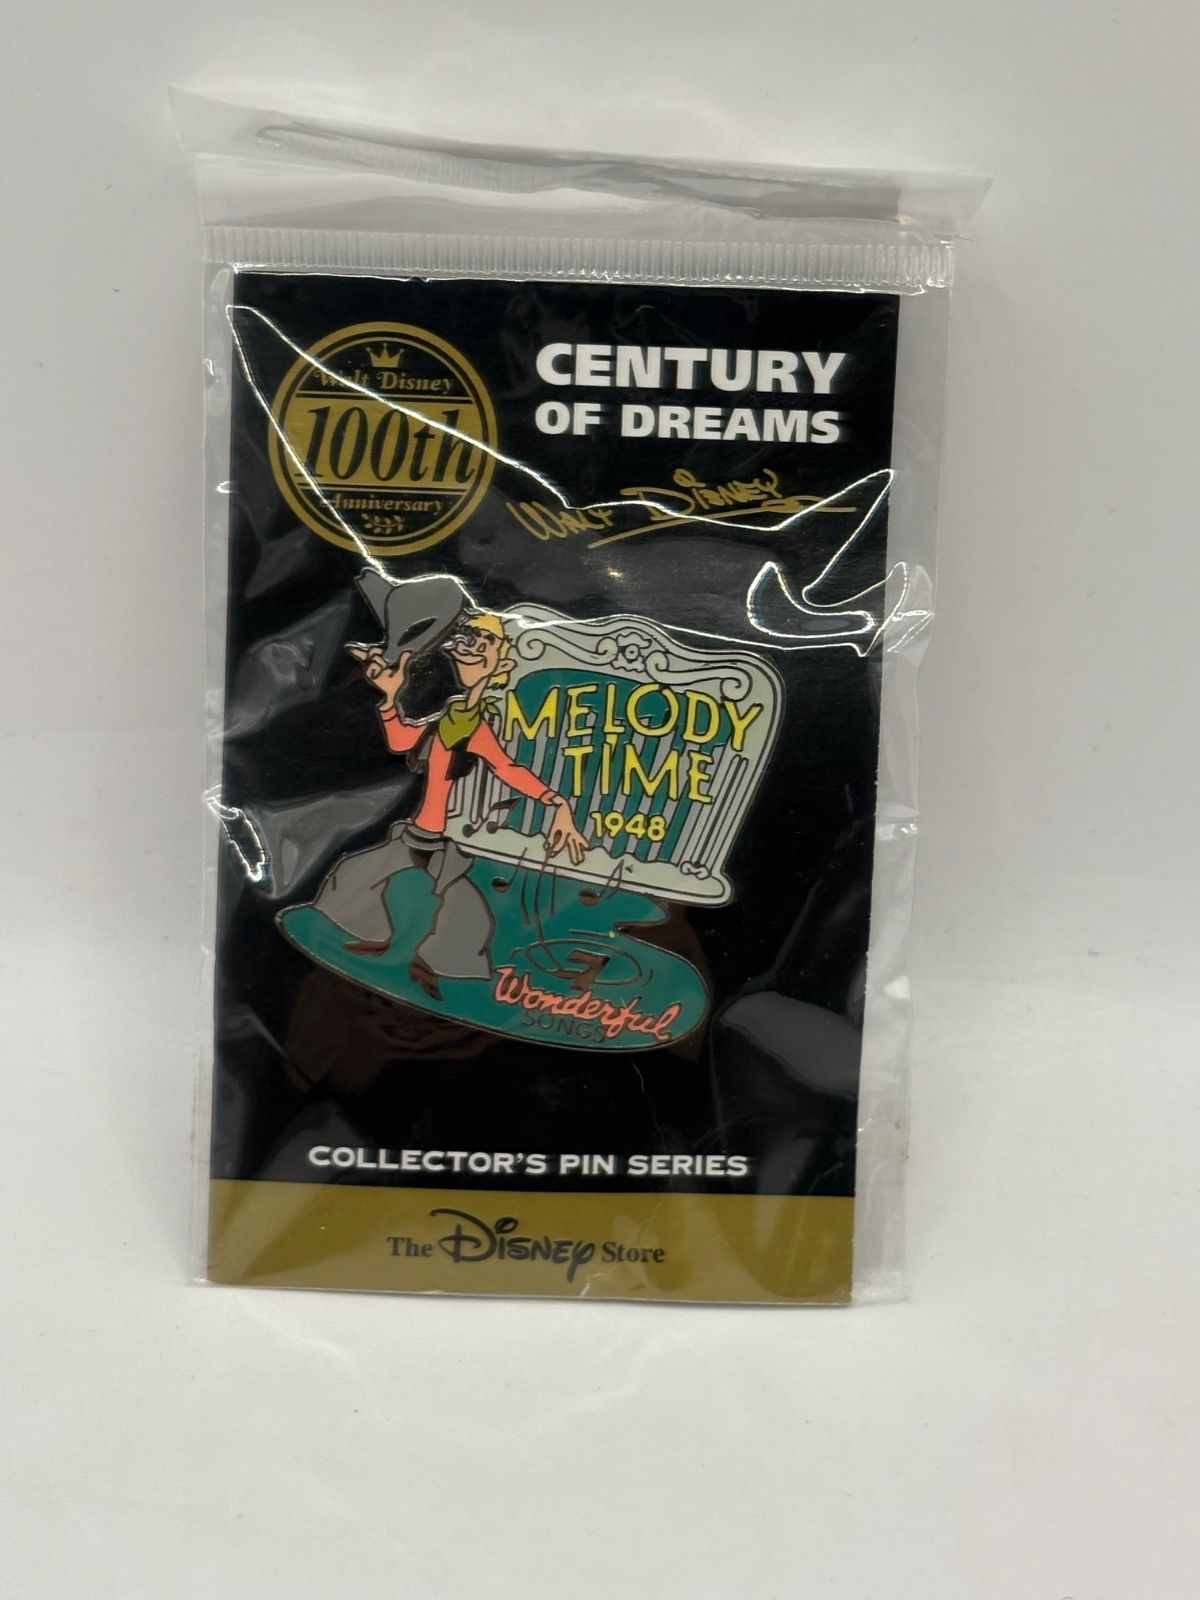 Walt Disney
100th
Anniversary
CENTURY
OF DREAMS
Walt Disney
MELODY
TIME
1948
7
Wonderful
SONGS
COLLECTOR'S PIN SERIES
The Disney Store